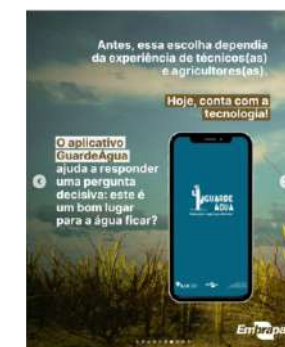 Antes, essa escolha dependia
da experiência de técnicos(as)
e agricultores(as).
Hoje, conta com a
tecnologia!
O aplicativo
GuardeÁgua
ajuda a responder
uma pergunta
decisiva: este é
um bom lugar
para a água ficar?
GUARDE
ÁGUA
Embrapa